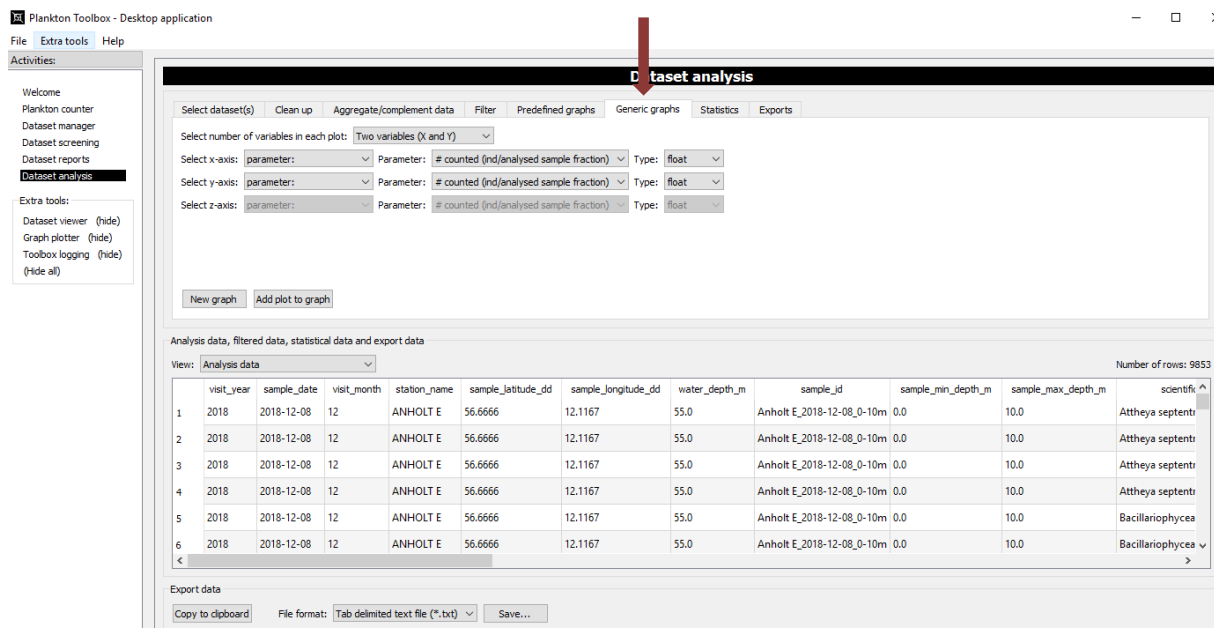 Plankton Toolbox - Desktop application
File Extra tools Help
Activities:
Welcome
Plankton counter
Dataset manager
Dataset screening
Dataset reports
Dataset analysis
Extra tools:
Dataset viewer (hide)
Graph plotter (hide)
Toolbox logging (hide)
(Hide all)
Dataset analysis
Select dataset(s) Clean up Aggregate/complement data Filter Predefined graphs Generic graphs Statistics Exports
Select number of variables in each plot: Two variables (X and Y)
Select x-axis: parameter: Parameter: # counted (ind/analysed sample fraction) Type: float
Select y-axis: parameter: Parameter: # counted (ind/analysed sample fraction) Type: float
Select z-axis: parameter: Parameter: # counted (ind/analysed sample fraction) Type: float
New graph Add plot to graph
Analysis data, filtered data, statistical data and export data
View: Analysis data Number of rows: 9853
visit_year sample_date visit_month station_name sample_latitude_dd sample_longitude_dd water_depth_m sample_id sample_min_depth_m sample_max_depth_m scientific
1 2018 2018-12-08 12 ANHOLT E 56.6666 12.1167 55.0 Anholt E_2018-12-08_0-10m 0.0 10.0 Attheya septentr
2 2018 2018-12-08 12 ANHOLT E 56.6666 12.1167 55.0 Anholt E_2018-12-08_0-10m 0.0 10.0 Attheya septentr
3 2018 2018-12-08 12 ANHOLT E 56.6666 12.1167 55.0 Anholt E_2018-12-08_0-10m 0.0 10.0 Attheya septentr
4 2018 2018-12-08 12 ANHOLT E 56.6666 12.1167 55.0 Anholt E_2018-12-08_0-10m 0.0 10.0 Attheya septentr
5 2018 2018-12-08 12 ANHOLT E 56.6666 12.1167 55.0 Anholt E_2018-12-08_0-10m 0.0 10.0 Bacillariophycea
6 2018 2018-12-08 12 ANHOLT E 56.6666 12.1167 55.0 Anholt E_2018-12-08_0-10m 0.0 10.0 Bacillariophycea
Export data
Copy to clipboard File format: Tab delimited text file (*.txt) Save...